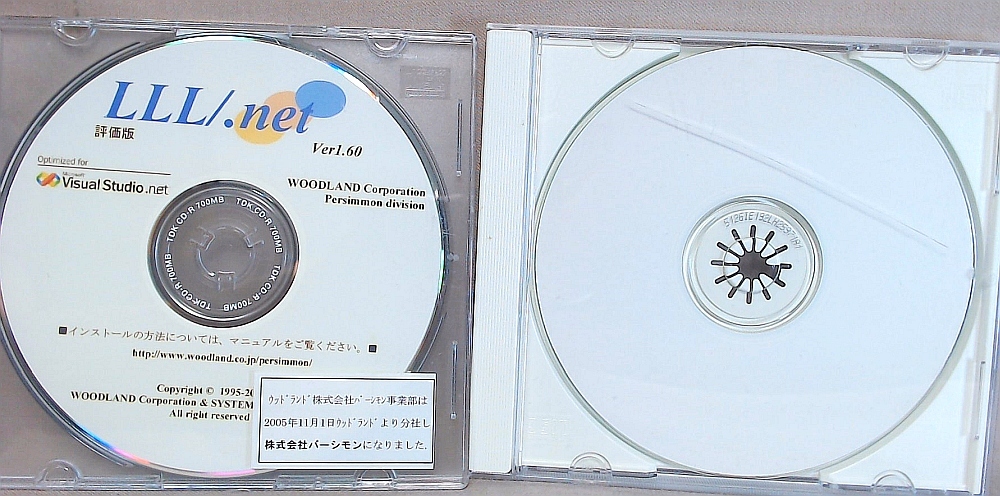 LLL/.net
評価版
Ver1.60
Optimized for
Microsoft
Visual Studio.net
WOODLAND Corporation
Persimmon division
TDK CD-R 700MB TDK CD-R 700MB TDK CD-R 700MB TDK CD-R 700MB
■インストールの方法については、マニュアルをご覧ください。■
http://www.woodland.co.jp/persimmon/
Copyright © 1995-20
WOODLAND Corporation & SYSTEM
All right reserved
ｳｯﾄﾞﾗﾝﾄﾞ株式会社ﾊﾟｰｼﾓﾝ事業部は
2005年11月1日ｳｯﾄﾞﾗﾝﾄﾞより分社し
株式会社パーシモンになりました.